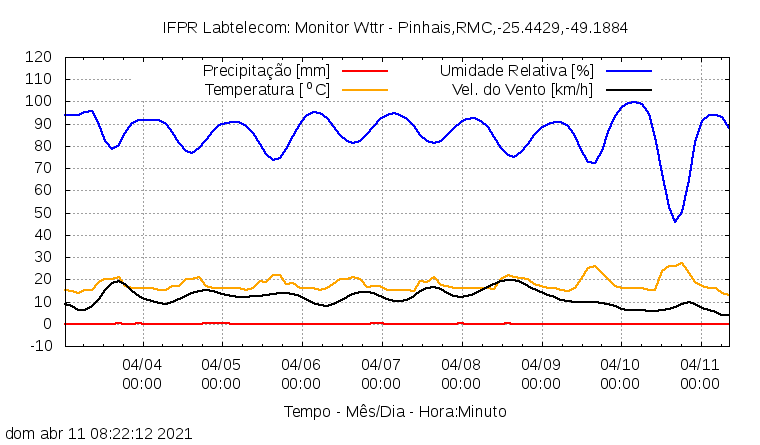 IFPR Labtelecom: Monitor Wttr - Pinhais,RMC,-25.4429,-49.1884
Precipitação [mm]
Temperatura [ ⁰C]
Umidade Relativa [%]
Vel. do Vento [km/h]
120
110
100
90
80
70
60
50
40
30
20
10
0
-10
04/04 04/05 04/06 04/07 04/08 04/09 04/10 04/11
00:00 00:00 00:00 00:00 00:00 00:00 00:00 00:00
Tempo - Mês/Dia - Hora:Minuto
dom abr 11 08:22:12 2021